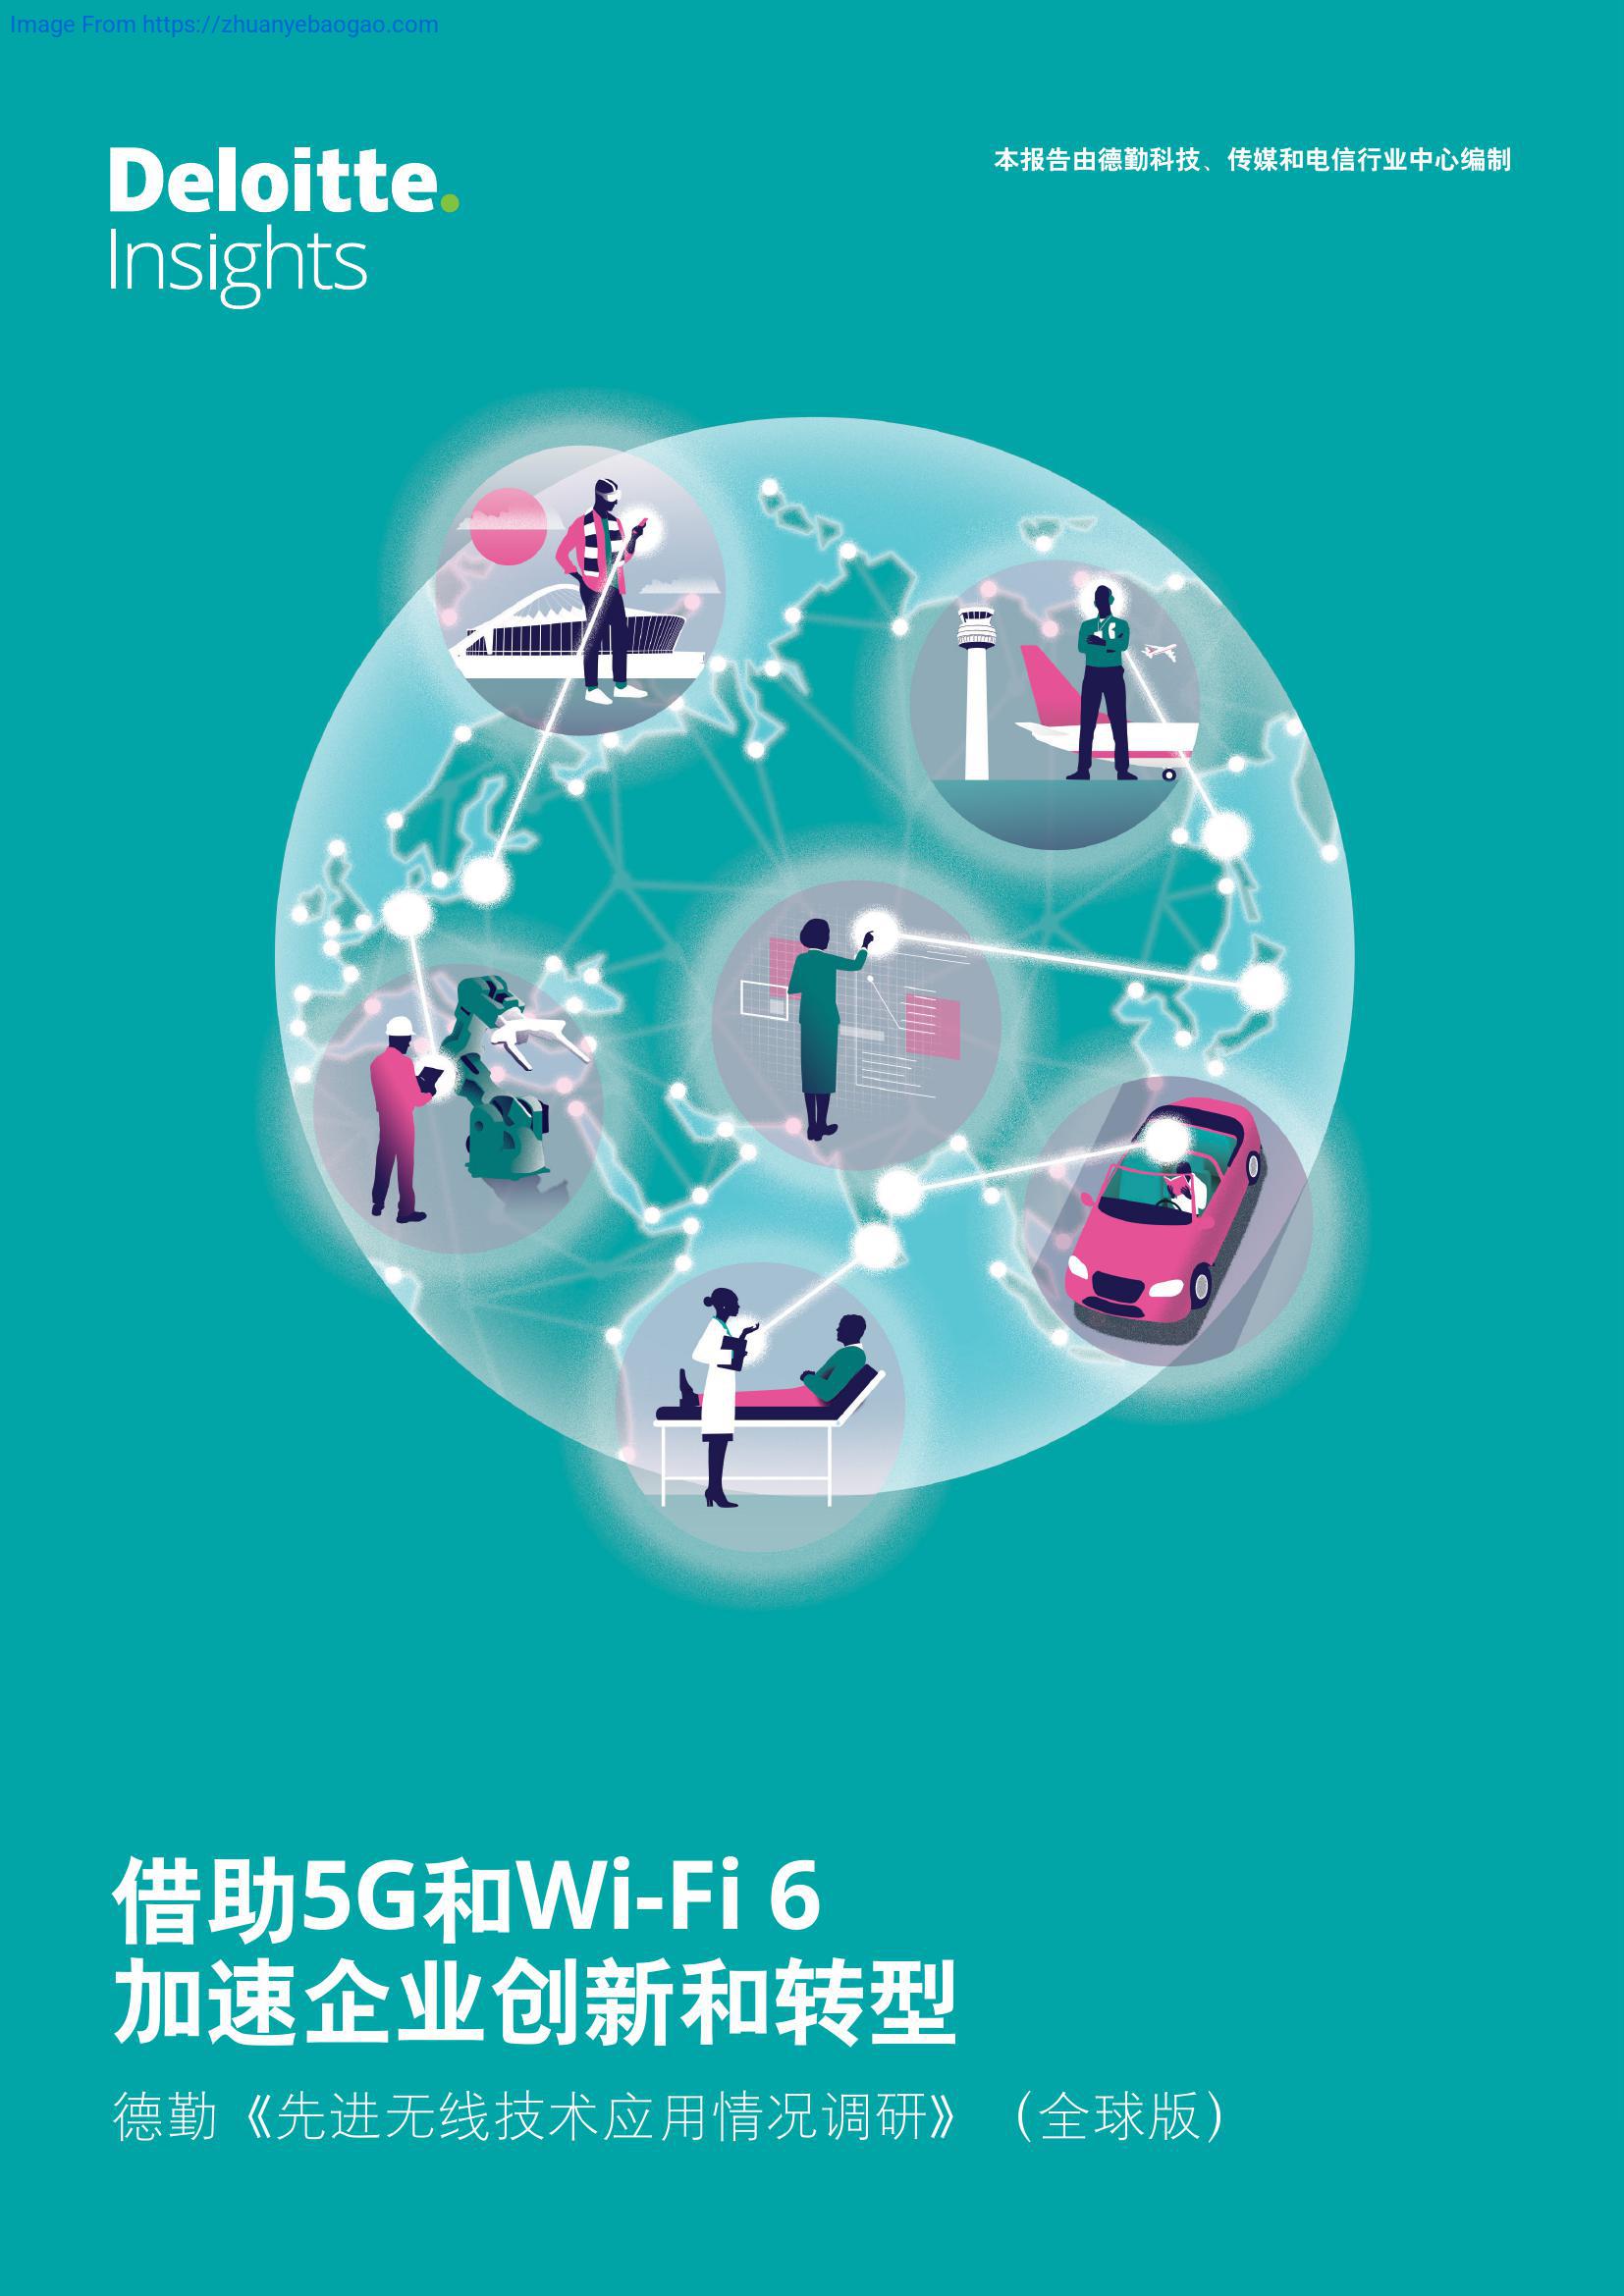 Image From https://zhuanyebaogao.com
Deloitte.
Insights
本报告由德勤科技、传媒和电信行业中心编制
借助5G和Wi-Fi 6
加速企业创新和转型
德勤《先进无线技术应用情况调研》（全球版）